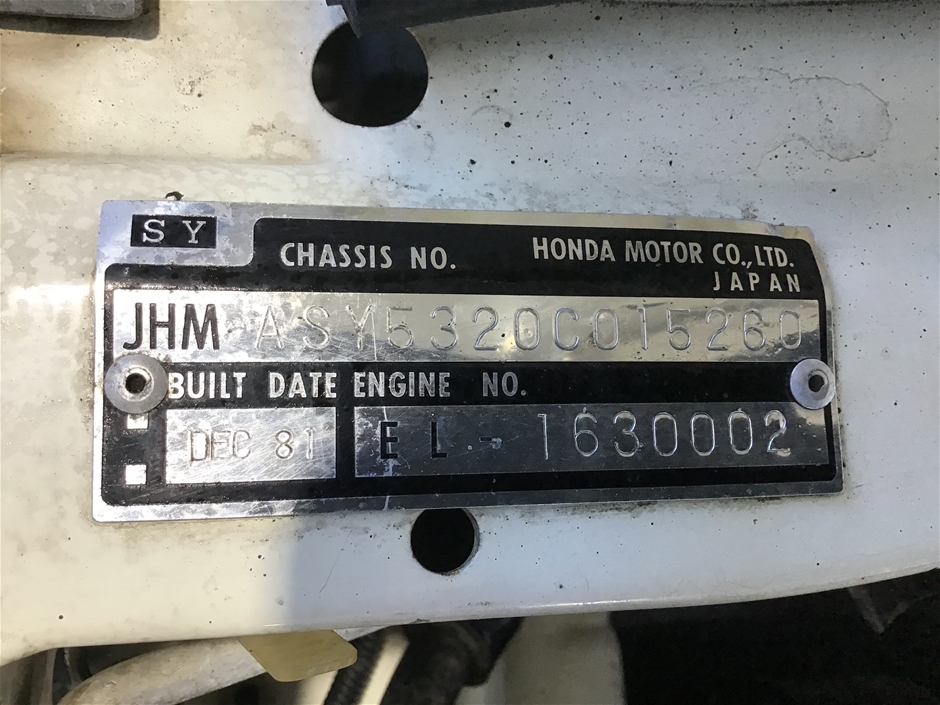 SY
CHASSIS NO. HONDA MOTOR CO.,LTD.
JAPAN
JHM ASY5320C015260
BUILT DATE ENGINE NO.
DEC 81 EL-1630002